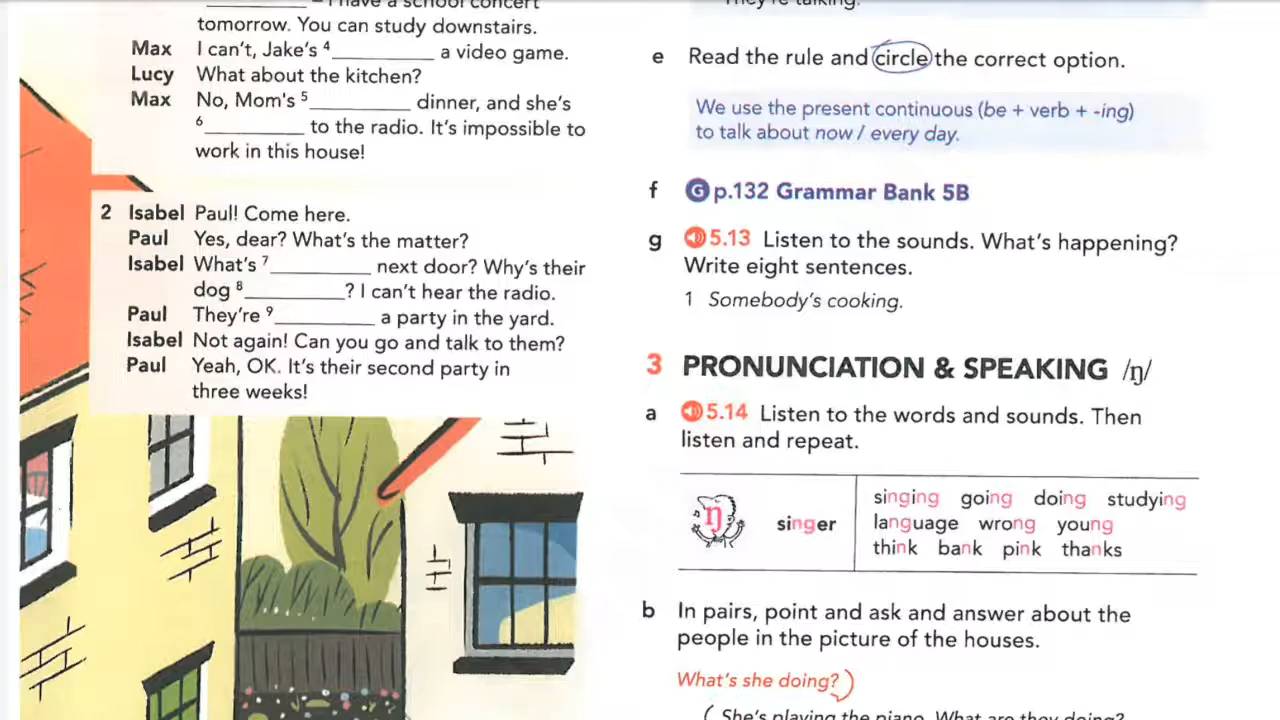 – I have a school concert
tomorrow. You can study downstairs.
Max I can't, Jake's 4__________ a video game.
Lucy What about the kitchen?
Max No, Mom's 5__________ dinner, and she's
6__________ to the radio. It's impossible to
work in this house!
2 Isabel Paul! Come here.
Paul Yes, dear? What's the matter?
Isabel What's 7__________ next door? Why's their
dog 8__________? I can't hear the radio.
Paul They're 9__________ a party in the yard.
Isabel Not again! Can you go and talk to them?
Paul Yeah, OK. It's their second party in
three weeks!
They're talking.
e Read the rule and circle the correct option.
We use the present continuous (be + verb + -ing)
to talk about now / every day.
f G p.132 Grammar Bank 5B
g 5.13 Listen to the sounds. What's happening?
Write eight sentences.
1 Somebody's cooking.
3 PRONUNCIATION & SPEAKING /ŋ/
a 5.14 Listen to the words and sounds. Then
listen and repeat.
ŋ singer
singing going doing studying
language wrong young
think bank pink thanks
b In pairs, point and ask and answer about the
people in the picture of the houses.
What's she doing?
She's playing the piano. What are they doing?